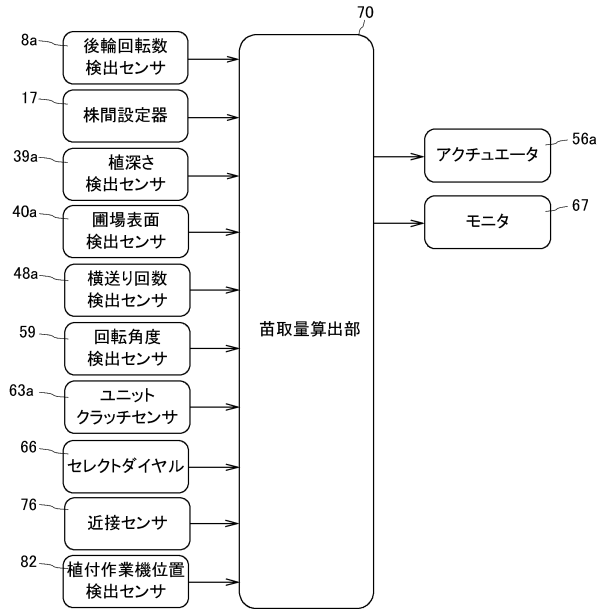 70
8a
後輪回転数
検出センサ
17
株間設定器
39a
植深さ
検出センサ
40a
圃場表面
検出センサ
48a
横送り回数
検出センサ
59
回転角度
検出センサ
63a
ユニット
クラッチセンサ
66
セレクトダイヤル
76
近接センサ
82
植付作業機位置
検出センサ
苗取量算出部
アクチュエータ
56a
モニタ
67